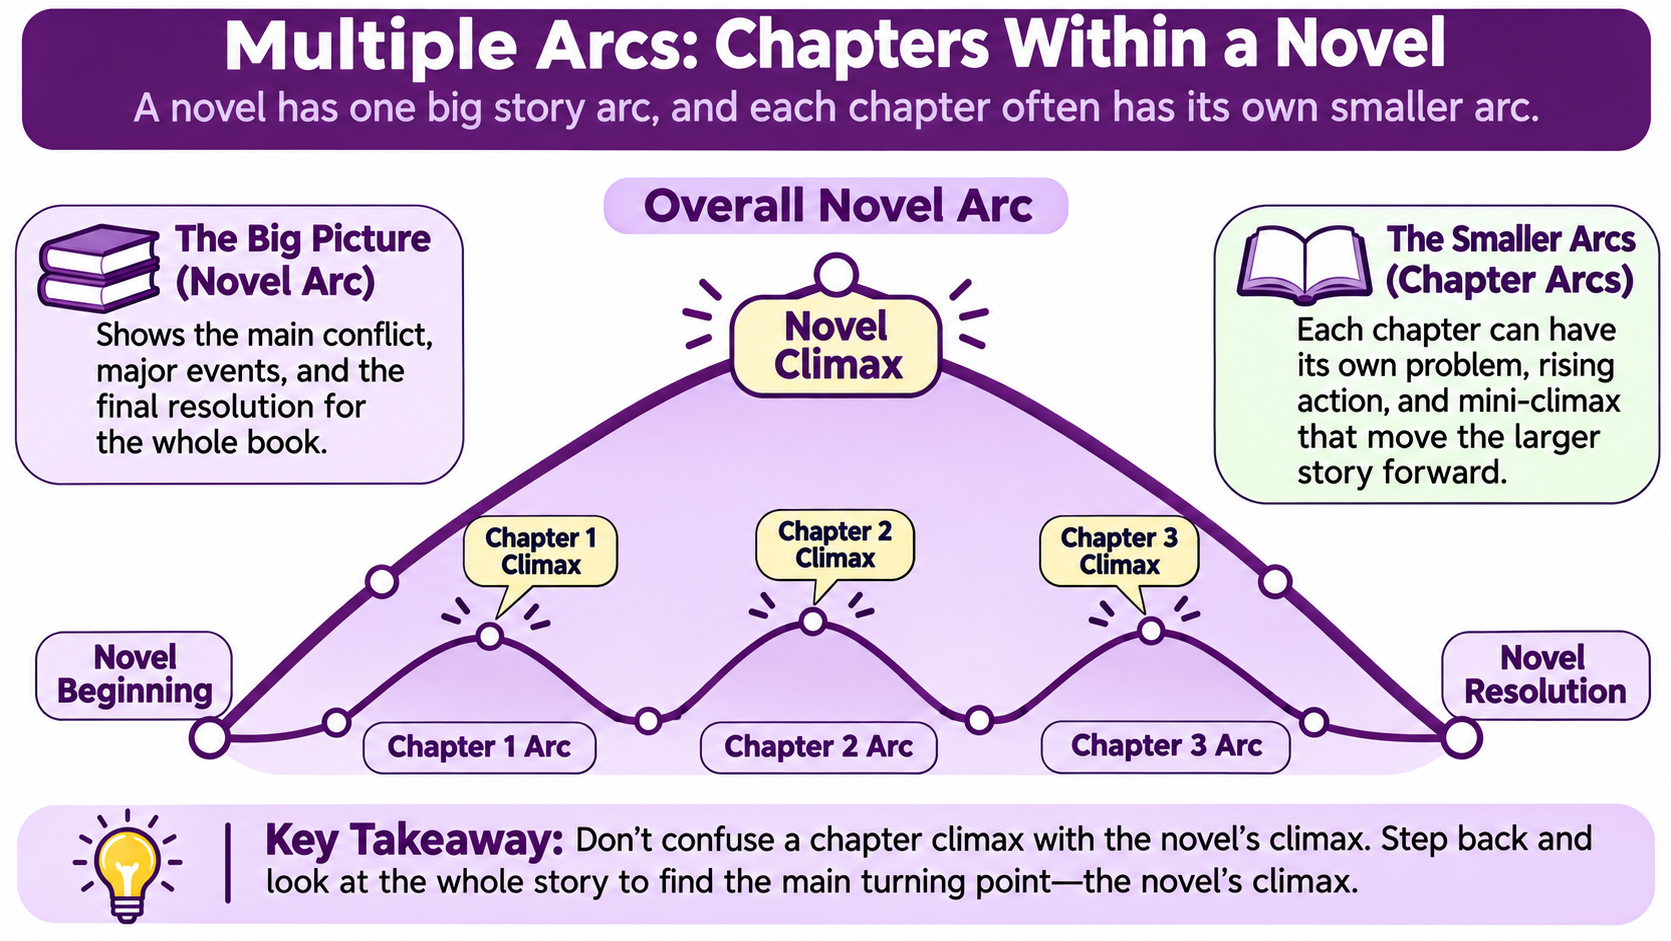 Multiple Arcs: Chapters Within a Novel
A novel has one big story arc, and each chapter often has its own smaller arc.
Overall Novel Arc
The Big Picture
(Novel Arc)
Shows the main conflict,
major events, and the
final resolution for
the whole book.
The Smaller Arcs
(Chapter Arcs)
Each chapter can have
its own problem, rising
action, and mini-climax
that move the larger
story forward.
Novel
Climax
Chapter 1
Climax
Chapter 2
Climax
Chapter 3
Climax
Novel
Beginning
Novel
Resolution
Chapter 1 Arc
Chapter 2 Arc
Chapter 3 Arc
Key Takeaway: Don't confuse a chapter climax with the novel's climax. Step back and
look at the whole story to find the main turning point—the novel's climax.